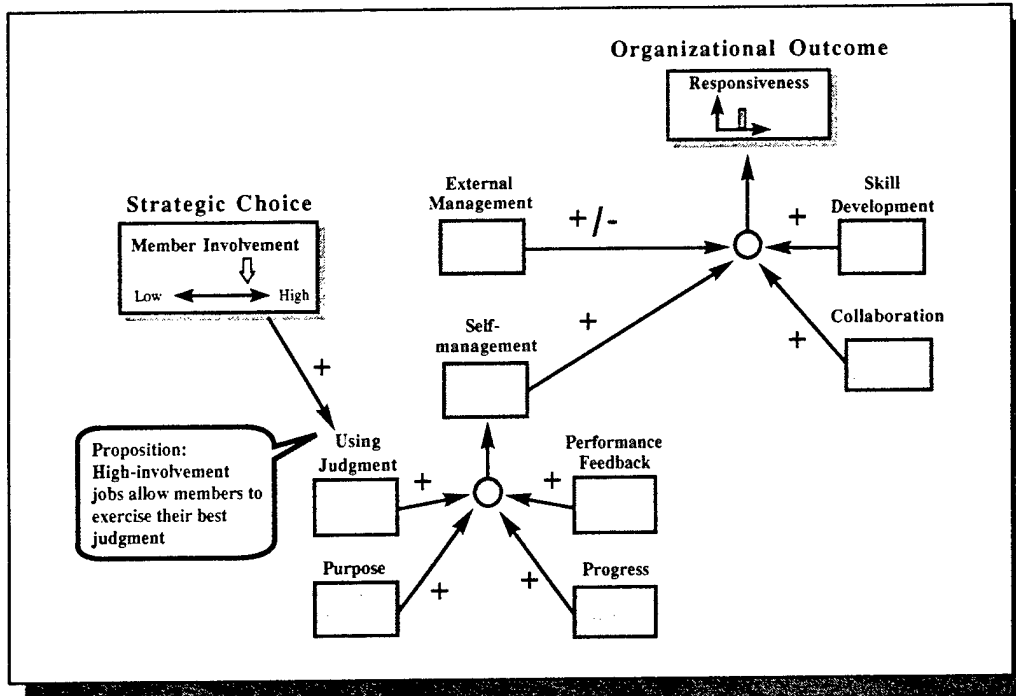 Organizational Outcome
Responsiveness
External
Management
+/-
Skill
Development
+
Strategic Choice
Member Involvement
Low
High
+
Self-
management
+
Collaboration
+
Proposition:
High-involvement
jobs allow members to
exercise their best
judgment
Using
Judgment
+
Performance
Feedback
+
Purpose
+
Progress
+